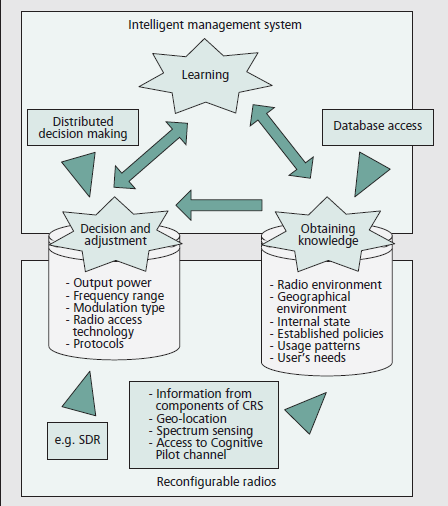 Intelligent management system
Learning
Distributed
decision making
Database access
Decision and
adjustment
Obtaining
knowledge
- Output power
- Frequency range
- Modulation type
- Radio access
technology
- Protocols
- Radio environment
- Geographical
environment
- Internal state
- Established policies
- Usage patterns
- User's needs
e.g. SDR
- Information from
components of CRS
- Geo-location
- Spectrum sensing
- Access to Cognitive
Pilot channel
Reconfigurable radios